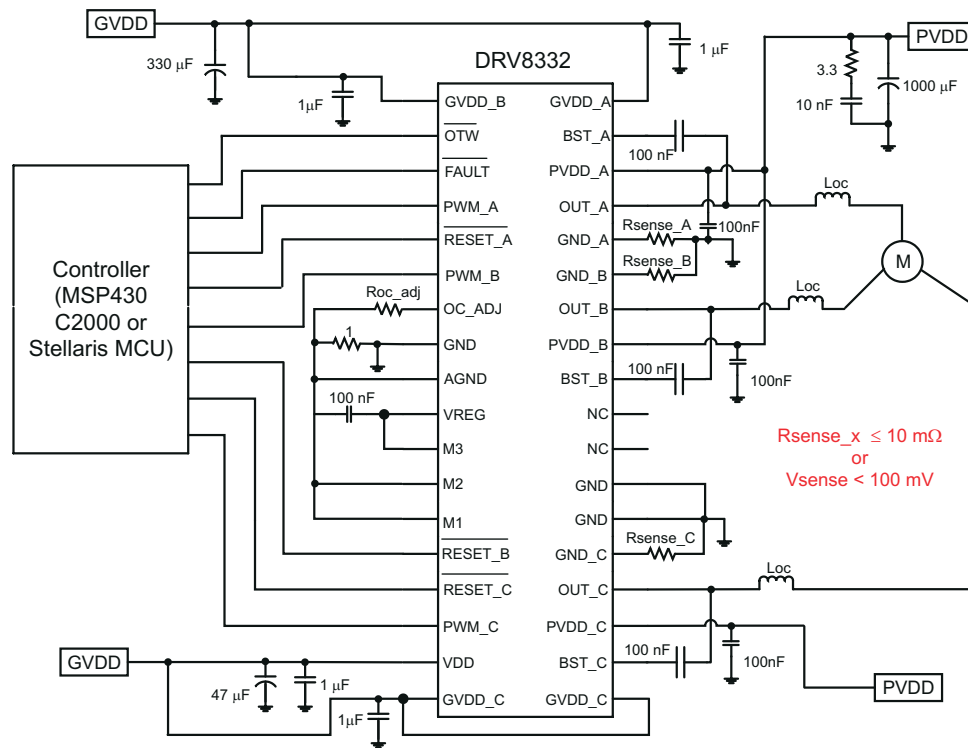 GVDD
PVDD
330 µF
1µF
1 µF
3.3
10 nF
1000 µF
DRV8332
GVDD_B
OTW
FAULT
PWM_A
RESET_A
PWM_B
OC_ADJ
GND
AGND
VREG
M3
M2
M1
RESET_B
RESET_C
PWM_C
VDD
GVDD_C
GVDD_A
BST_A
PVDD_A
OUT_A
GND_A
GND_B
OUT_B
PVDD_B
BST_B
NC
NC
GND
GND
GND_C
OUT_C
PVDD_C
BST_C
GVDD_C
Controller
(MSP430
C2000 or
Stellaris MCU)
Roc_adj
1
100 nF
100 nF
100nF
Rsense_A
Rsense_B
Loc
M
Loc
100 nF
100nF
Rsense_x ≤ 10 mΩ
or
Vsense < 100 mV
Rsense_C
Loc
100 nF
100nF
PVDD
GVDD
47 µF
1 µF
1µF